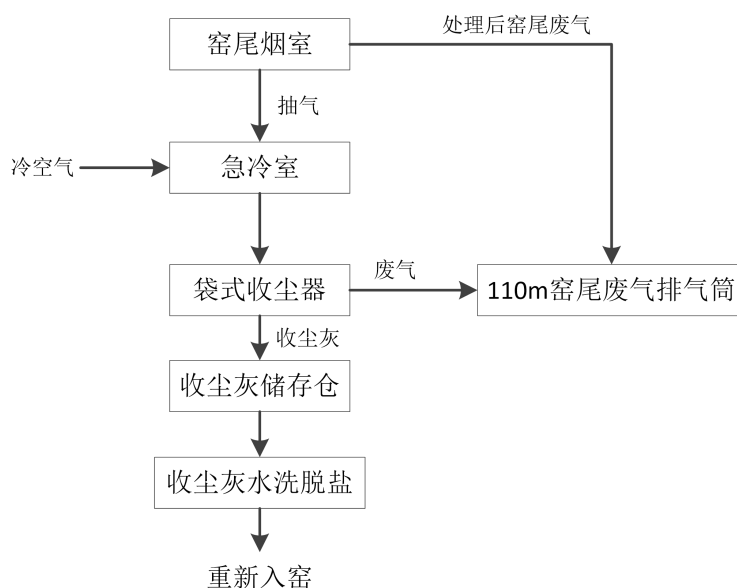 处理后窑尾废气
窑尾烟室
抽气
冷空气
急冷室
废气
袋式收尘器
110m窑尾废气排气筒
收尘灰
收尘灰储存仓
收尘灰水洗脱盐
重新入窑